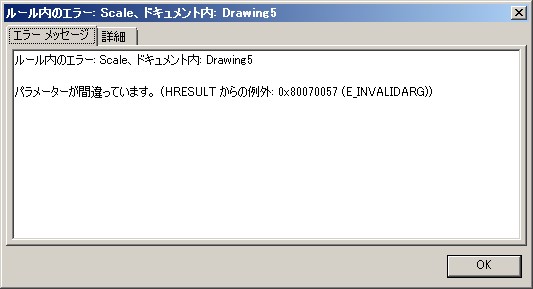 ルール内のエラー: Scale、ドキュメント内: Drawing5
エラー メッセージ 詳細
ルール内のエラー: Scale、ドキュメント内: Drawing5
パラメーターが間違っています。 (HRESULT からの例外: 0x80070057 (E_INVALIDARG))
OK